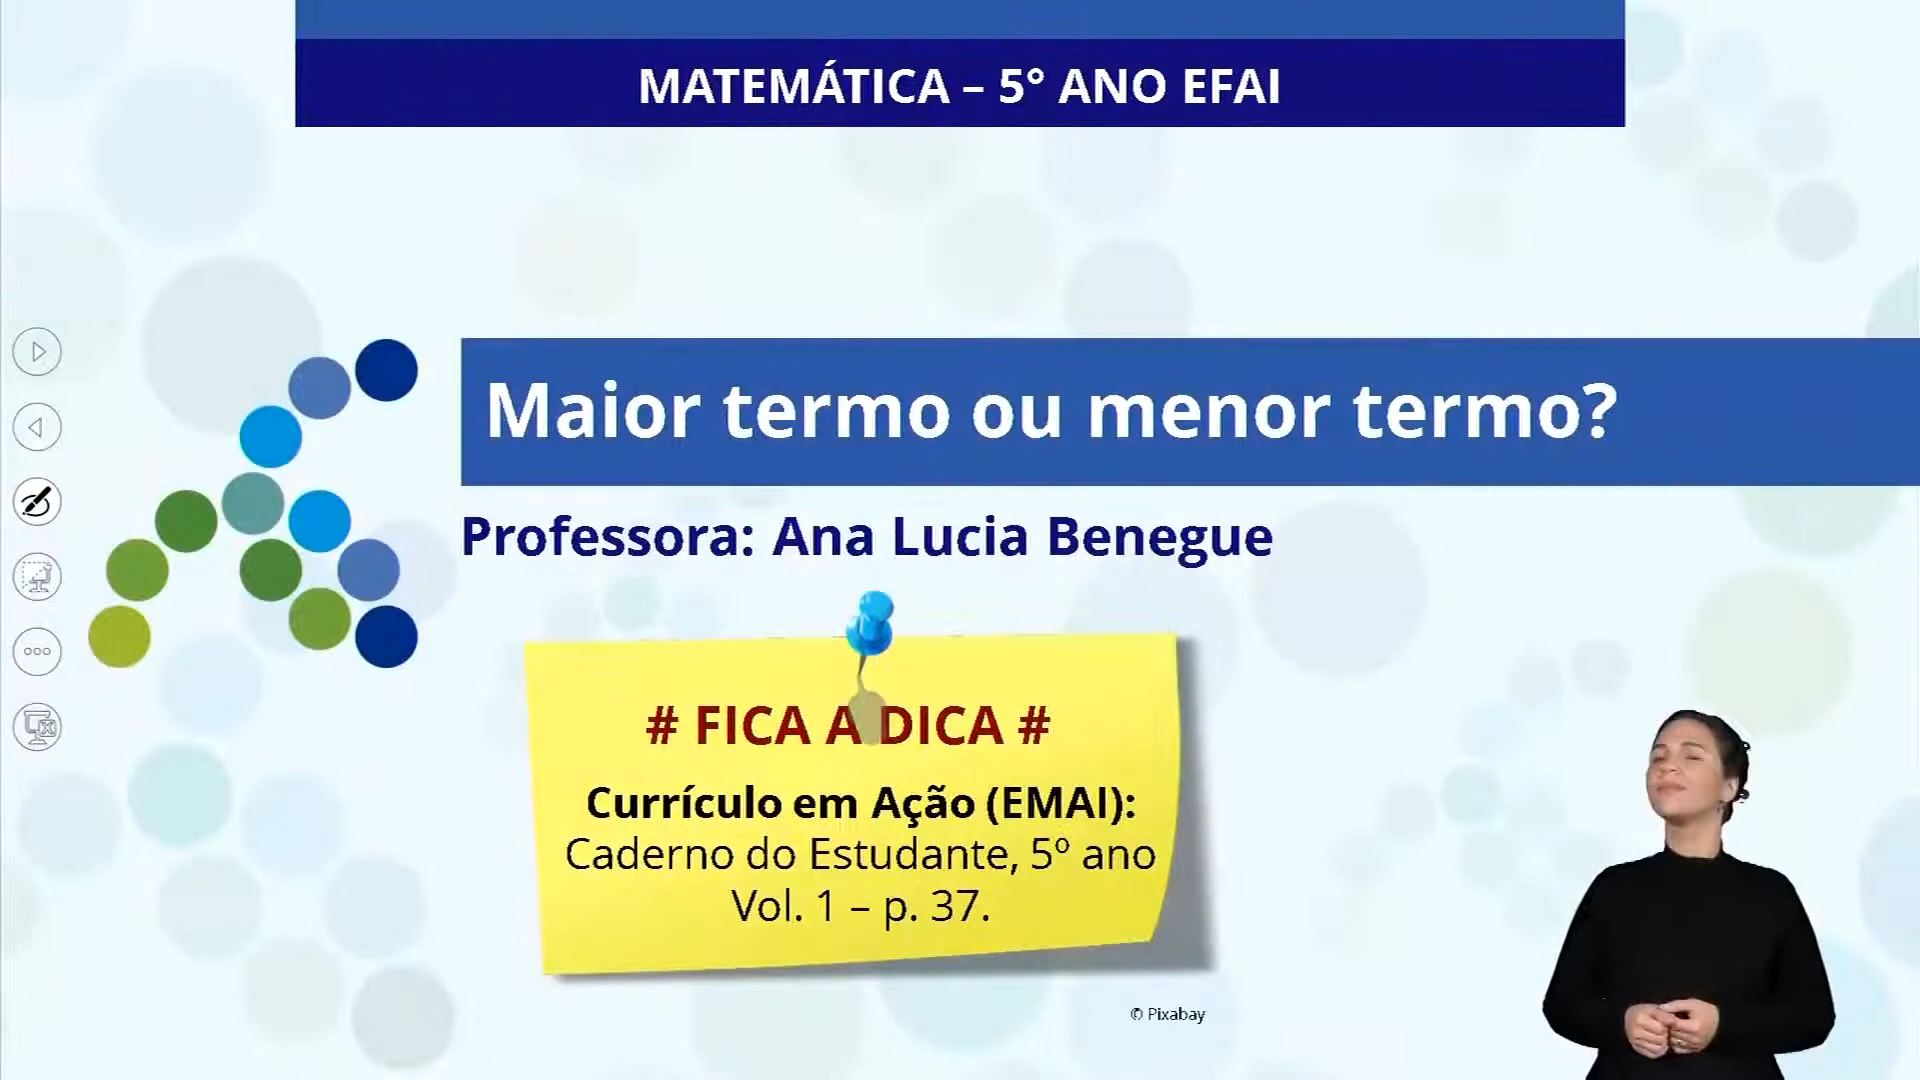 MATEMÁTICA – 5° ANO EFAI
Maior termo ou menor termo?
Professora: Ana Lucia Benegue
# FICA A DICA #
Currículo em Ação (EMAI):
Caderno do Estudante, 5º ano
Vol. 1 – p. 37.
© Pixabay